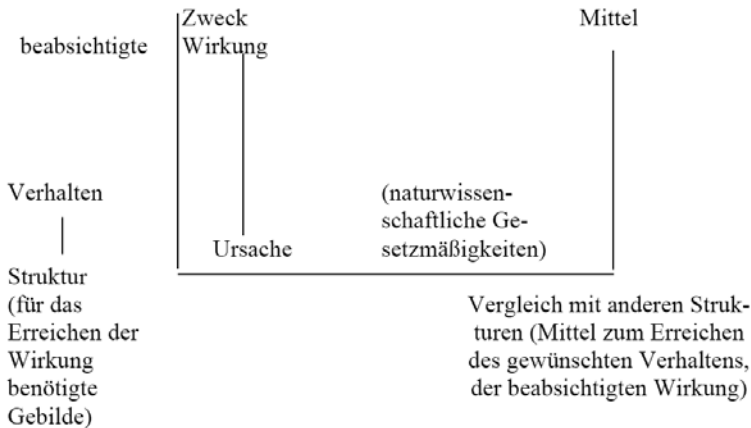 Zweck
Mittel
beabsichtigte
Wirkung
Verhalten
(naturwissen-
schaftliche Ge-
setzmäßigkeiten)
Ursache
Struktur
(für das
Erreichen der
Wirkung
benötigte
Gebilde)
Vergleich mit anderen Struk-
turen (Mittel zum Erreichen
des gewünschten Verhaltens,
der beabsichtigten Wirkung)